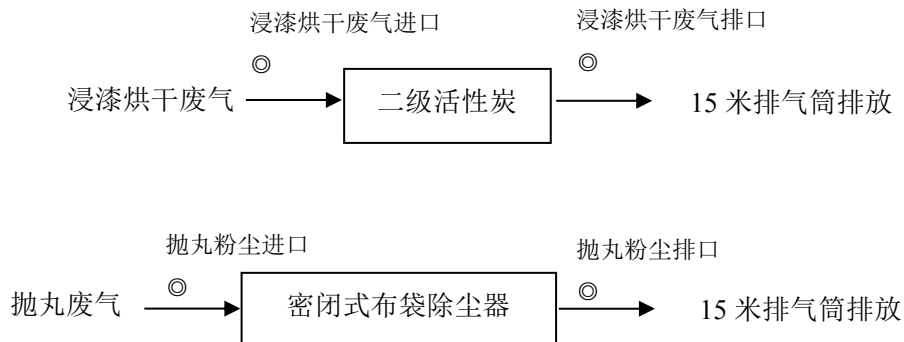 浸漆烘干废气进口 浸漆烘干废气排口
◎ ◎
浸漆烘干废气 二级活性炭 15 米排气筒排放
抛丸粉尘进口 抛丸粉尘排口
◎ ◎
抛丸废气 密闭式布袋除尘器 15 米排气筒排放